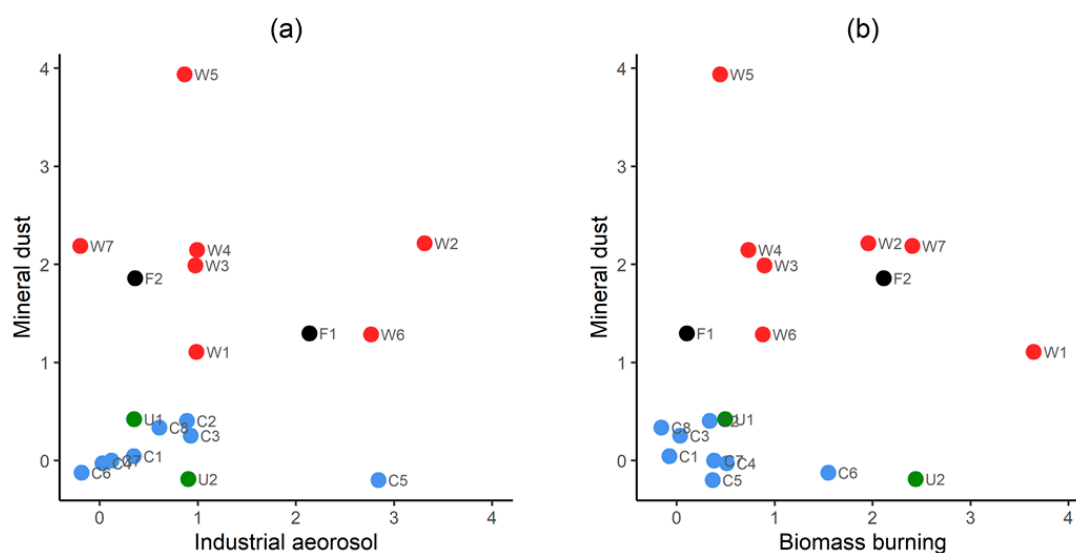 (a)
Mineral dust
4
3
2
1
0
W5
W7
W4
W3
W2
F2
F1
W6
W1
U1
C2
C8
C3
C1
C7
C4
C6
U2
C5
0 1 2 3 4
Industrial aeorosol
(b)
Mineral dust
4
3
2
1
0
W5
W4
W3
W2
W7
F2
F1
W6
W1
U1
C8
C3
C1
C7
C4
C5
C6
U2
0 1 2 3 4
Biomass burning